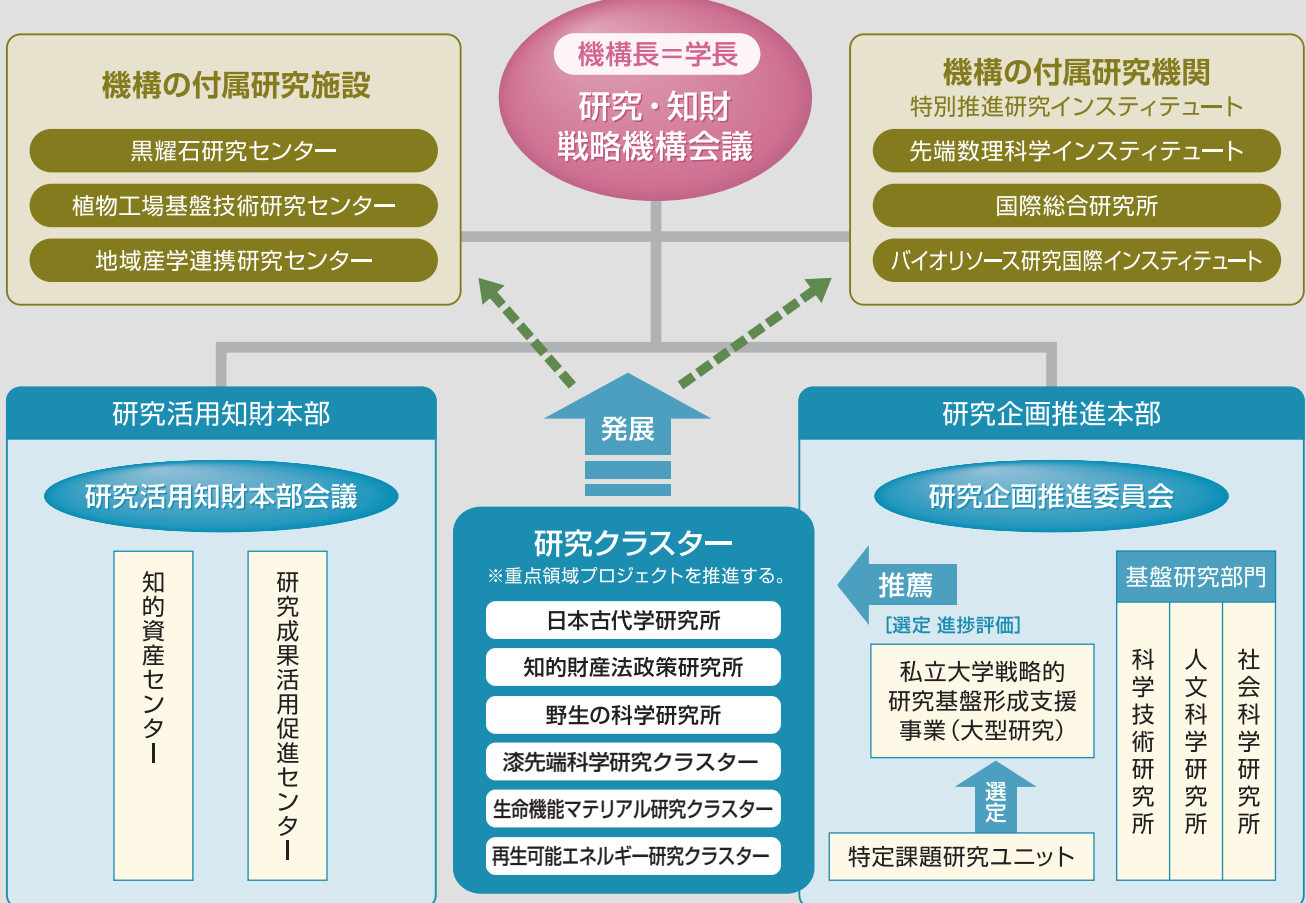 機構長＝学長
研究・知財
戦略機構会議
機構の付属研究施設
黒耀石研究センター
植物工場基盤技術研究センター
地域産学連携研究センター
機構の付属研究機関
特別推進研究インスティテュート
先端数理科学インスティテュート
国際総合研究所
バイオリソース研究国際インスティテュート
研究活用知財本部
研究活用知財本部会議
知的資産センター
研究成果活用促進センター
発展
研究クラスター
※重点領域プロジェクトを推進する。
日本古代学研究所
知的財産法政策研究所
野生の科学研究所
漆先端科学研究クラスター
生命機能マテリアル研究クラスター
再生可能エネルギー研究クラスター
研究企画推進本部
研究企画推進委員会
推薦
［選定 進捗評価］
私立大学戦略的
研究基盤形成支援
事業（大型研究）
選定
特定課題研究ユニット
基盤研究部門
科学技術研究所
人文科学研究所
社会科学研究所